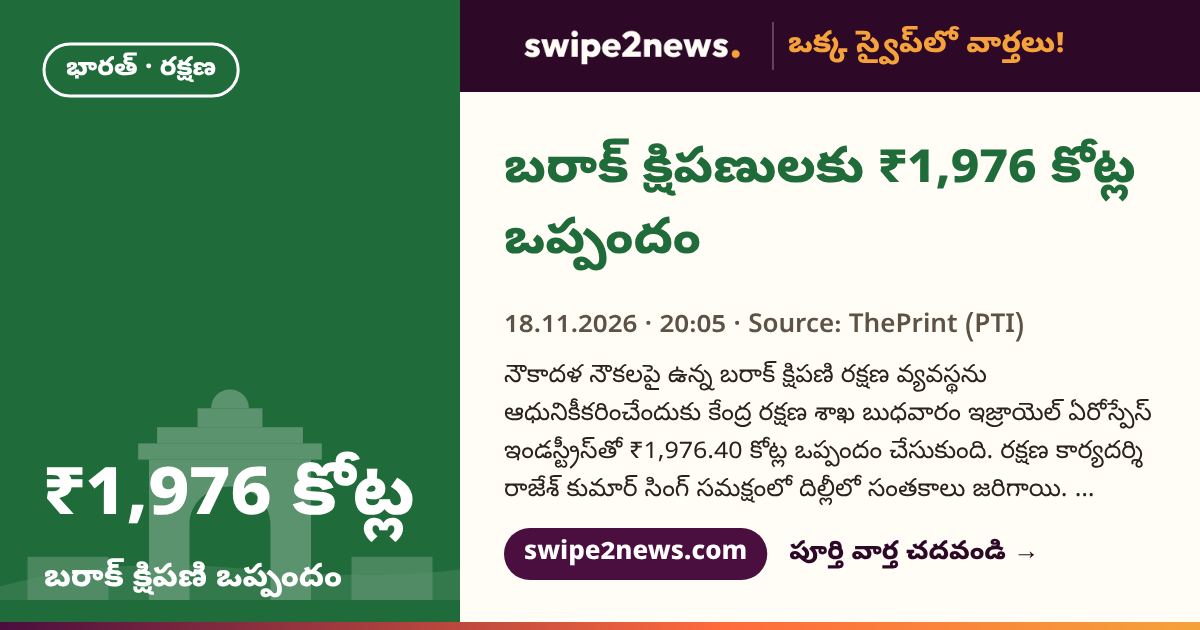 భారత్ · రక్షణ
₹1,976 కోట్ల
బరాక్ క్షిపణి ఒప్పందం
swipe2news.
ఒక్క స్వైప్‌లో వార్తలు!
బరాక్ క్షిపణులకు ₹1,976 కోట్ల
ఒప్పందం
18.11.2026 · 20:05 · Source: ThePrint (PTI)
నౌకాదళ నౌకలపై ఉన్న బరాక్ క్షిపణి రక్షణ వ్యవస్థను
ఆధునికీకరించేందుకు కేంద్ర రక్షణ శాఖ బుధవారం ఇజ్రాయెల్ ఏరోస్పేస్
ఇండస్ట్రీస్‌తో ₹1,976.40 కోట్ల ఒప్పందం చేసుకుంది. రక్షణ కార్యదర్శి
రాజేశ్ కుమార్ సింగ్ సమక్షంలో దిల్లీలో సంతకాలు జరిగాయి. ...
swipe2news.com
పూర్తి వార్త చదవండి →